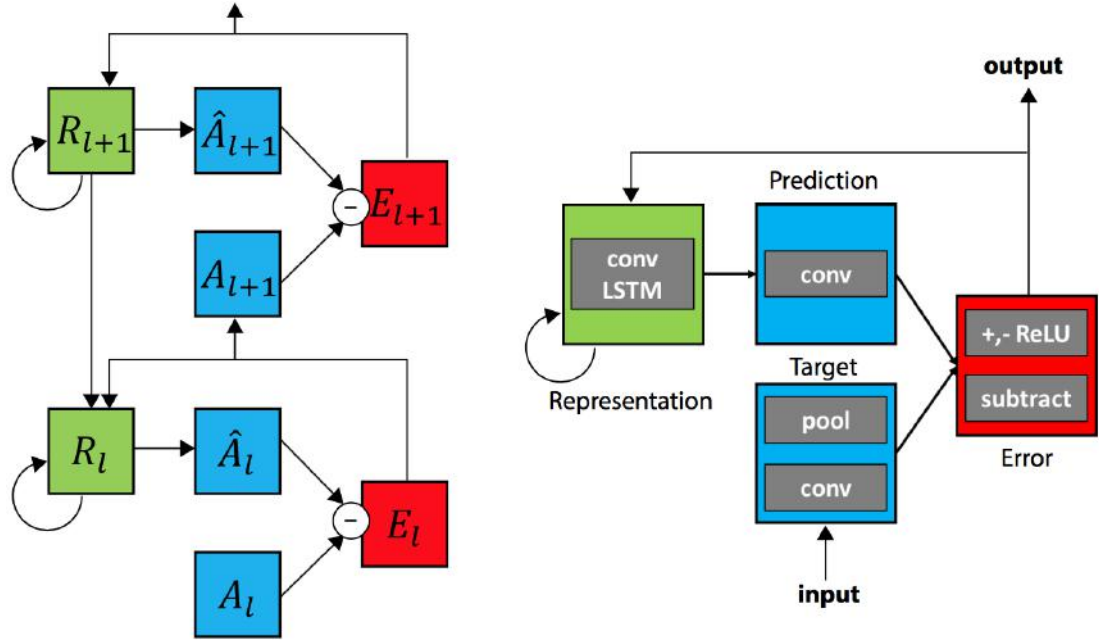 R_{l+1}
Â_{l+1}
−
E_{l+1}
A_{l+1}
R_l
Â_l
−
E_l
A_l
output
Prediction
conv
LSTM
conv
+,- ReLU
Target
subtract
Representation
pool
Error
conv
input